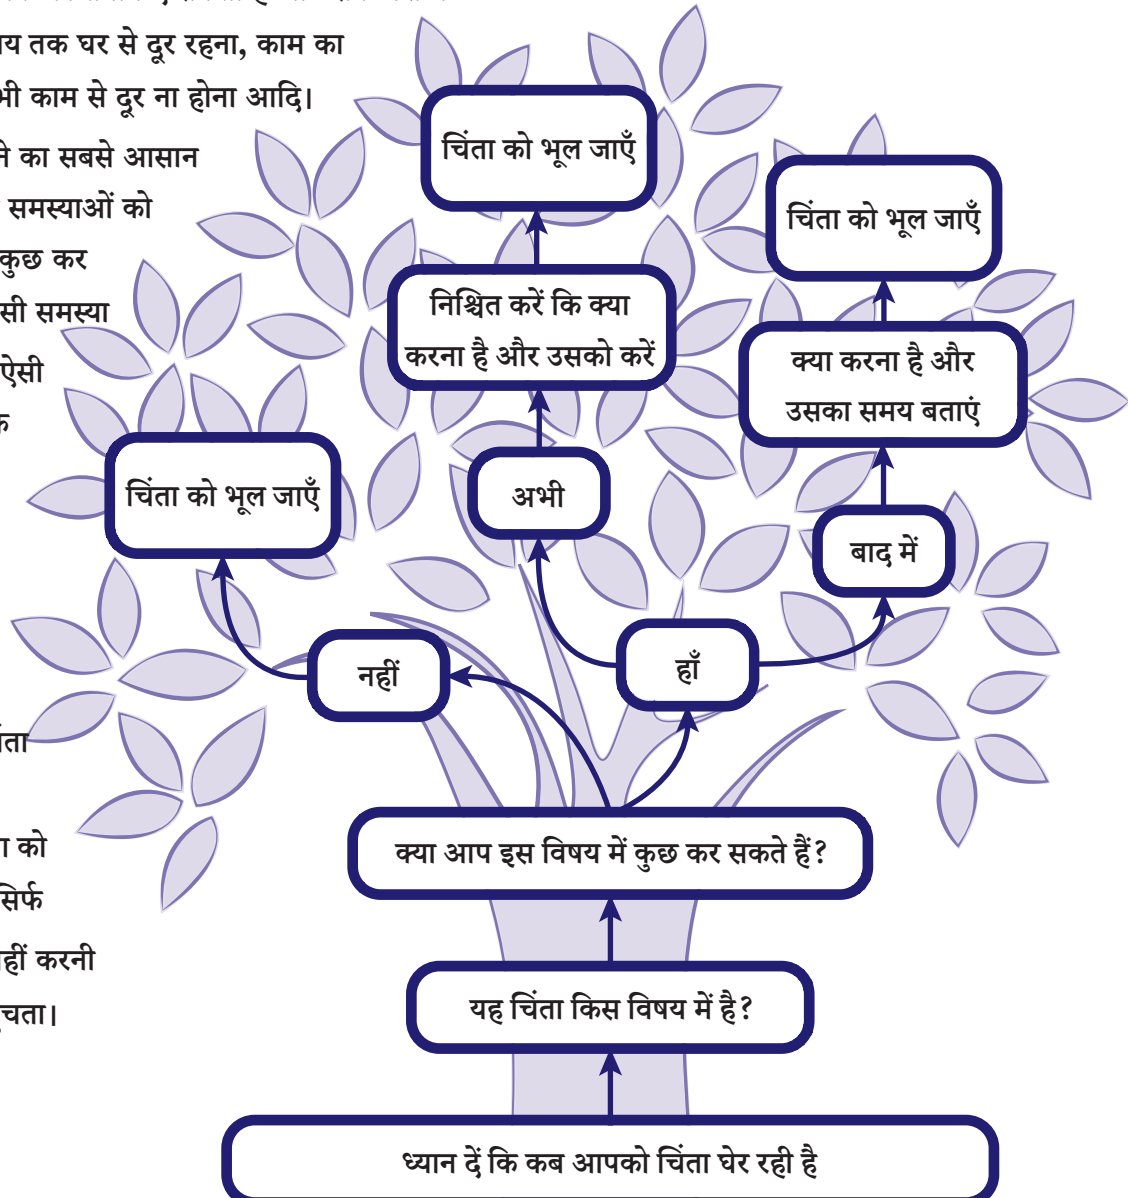 तक घर से दूर रहना, काम का
काम से दूर ना होना आदि।
का सबसे आसान
समस्याओं को
कुछ कर
समस्या
ऐसी
को
सिर्फ
करनी
चिंता को भूल जाएँ
चिंता को भूल जाएँ
निश्चित करें कि क्या
करना है और उसको करें
क्या करना है और
उसका समय बताएं
चिंता को भूल जाएँ
अभी
बाद में
नहीं
हाँ
क्या आप इस विषय में कुछ कर सकते हैं?
यह चिंता किस विषय में है?
ध्यान दें कि कब आपको चिंता घेर रही है